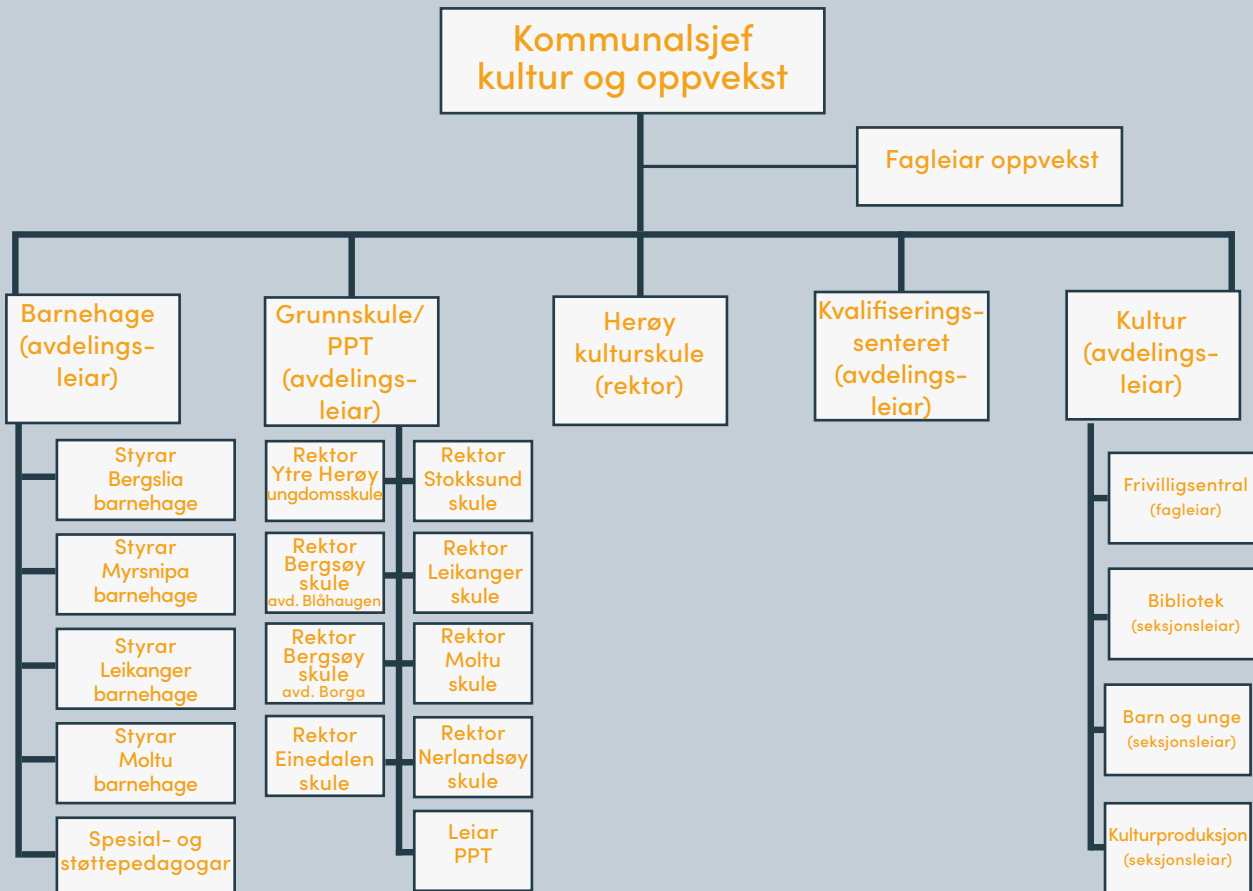 Kommunalsjef
kultur og oppvekst
Fagleiar oppvekst
Barnehage
(avdelings-
leiar)
Grunnskule/
PPT
(avdelings-
leiar)
Herøy
kulturskule
(rektor)
Kvalifiserings-
senteret
(avdelings-
leiar)
Kultur
(avdelings-
leiar)
Styrar
Bergslia
barnehage
Styrar
Myrsnipa
barnehage
Styrar
Leikanger
barnehage
Styrar
Moltu
barnehage
Spesial- og
støttepedagogar
Rektor
Ytre Herøy
ungdomsskule
Rektor
Bergsøy
skule
avd. Blåhaugen
Rektor
Bergsøy
skule
avd. Borga
Rektor
Einedalen
skule
Rektor
Stokksund
skule
Rektor
Leikanger
skule
Rektor
Moltu
skule
Rektor
Nerlandsøy
skule
Leiar
PPT
Frivilligsentral
(fagleiar)
Bibliotek
(seksjonsleiar)
Barn og unge
(seksjonsleiar)
Kulturproduksjon
(seksjonsleiar)